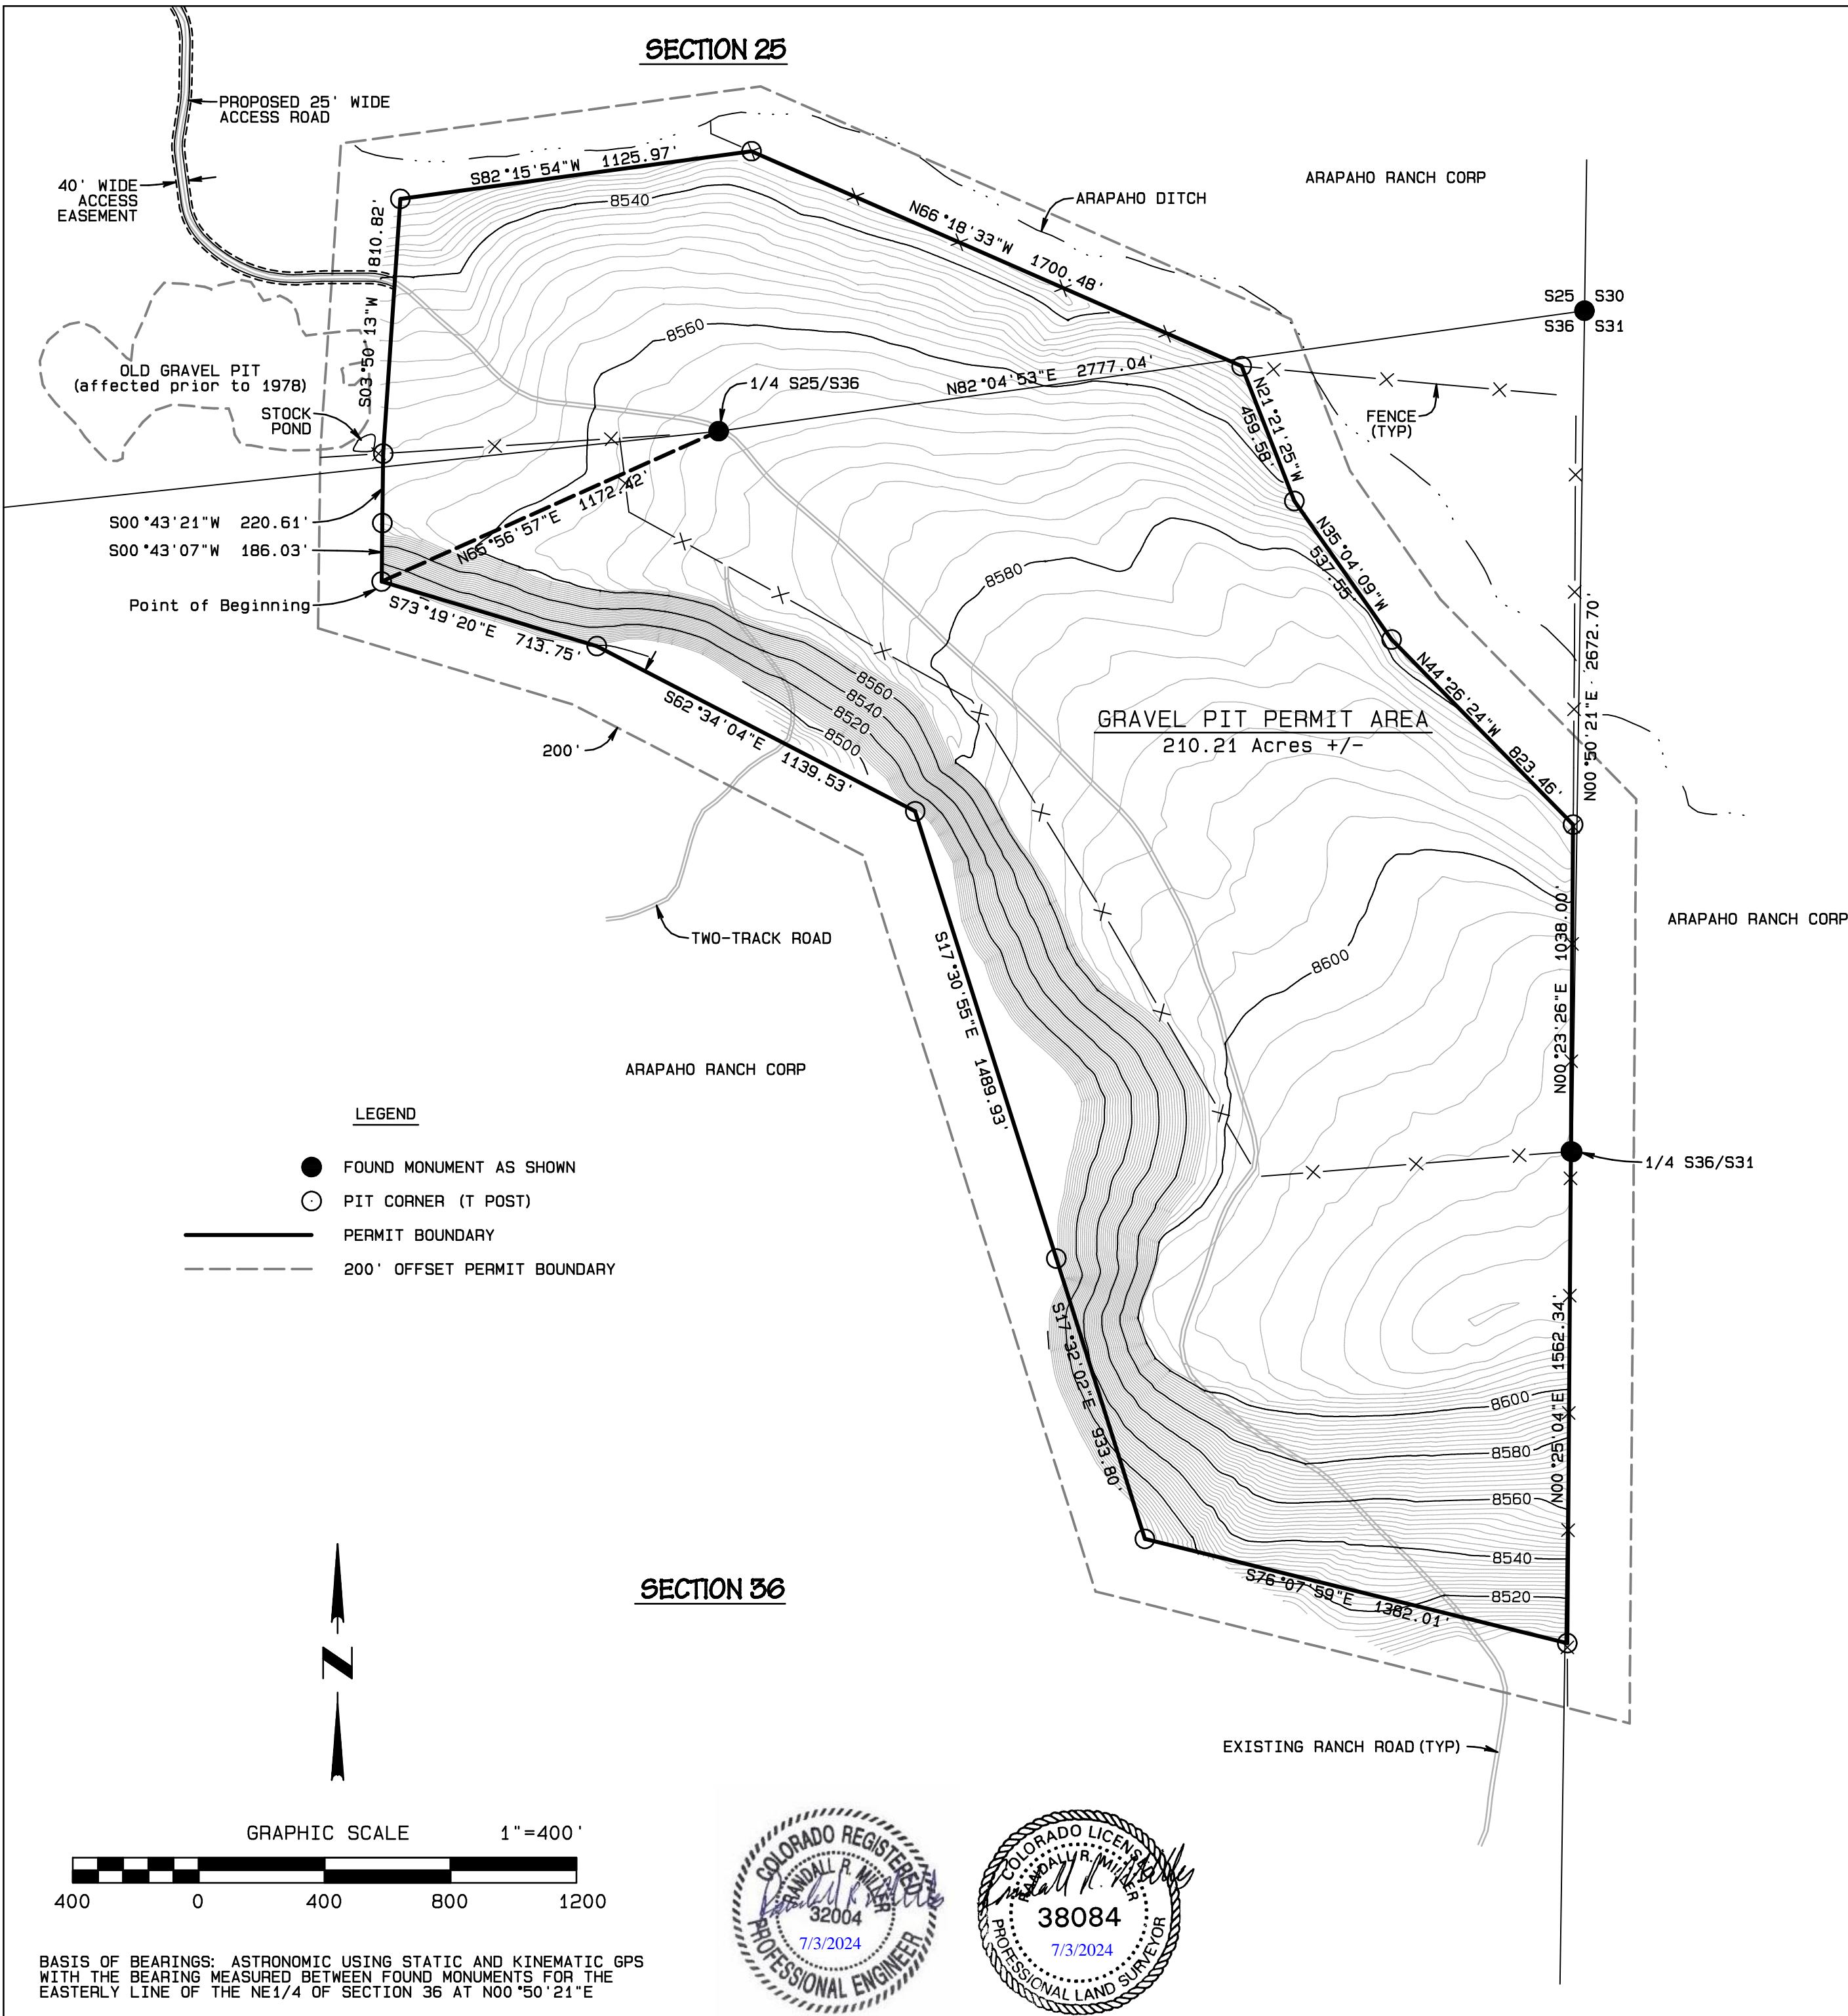 SECTION 25
PROPOSED 25' WIDE
ACCESS ROAD
40' WIDE
ACCESS
EASEMENT
S82°15'54"W 1125.97'
8540
N66°18'33"W 1700.48'
ARAPAHO DITCH
ARAPAHO RANCH CORP
S03°50'13"W 810.82'
S25 S30
S36 S31
8560
OLD GRAVEL PIT
(affected prior to 1978)
STOCK
POND
1/4 S25/S36
N82°04'53"E 2777.04'
N21°21'25"W
459.58'
FENCE
(TYP)
N65°56'57"E 1172.42'
S00°43'21"W 220.61'
S00°43'07"W 186.03'
Point of Beginning
N35°04'09"W
537.55'
8580
S73°19'20"E 713.75'
N00°50'21"E 2672.70'
N44°26'24"W 823.46'
S62°34'04"E 1139.53'
8560
8540
8520
8500
GRAVEL PIT PERMIT AREA
210.21 Acres +/-
200'
TWO-TRACK ROAD
S17°30'55"E 1489.93'
8600
N00°23'26"E 1038.00'
ARAPAHO RANCH CORP
ARAPAHO RANCH CORP
LEGEND
FOUND MONUMENT AS SHOWN
PIT CORNER (T POST)
PERMIT BOUNDARY
200' OFFSET PERMIT BOUNDARY
1/4 S36/S31
S17°32'02"E 933.80'
N00°25'04"E 1562.34'
8600
8580
8560
8540
8520
S76°07'59"E 1382.01'
SECTION 36
N
EXISTING RANCH ROAD (TYP)
GRAPHIC SCALE 1"=400'
400 0 400 800 1200
COLORADO REGISTERED
RANDALL R. MILLER
32004
7/3/2024
PROFESSIONAL ENGINEER
COLORADO LICENSED
RANDALL R. MILLER
38084
7/3/2024
PROFESSIONAL LAND SURVEYOR
BASIS OF BEARINGS: ASTRONOMIC USING STATIC AND KINEMATIC GPS
WITH THE BEARING MEASURED BETWEEN FOUND MONUMENTS FOR THE
EASTERLY LINE OF THE NE1/4 OF SECTION 36 AT N00°50'21"E